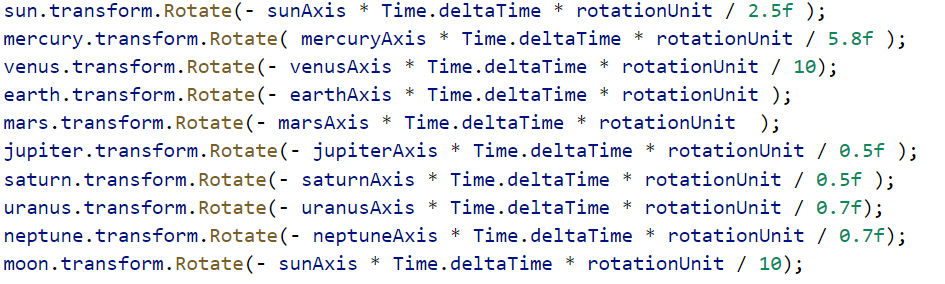 sun.transform.Rotate(- sunAxis * Time.deltaTime * rotationUnit / 2.5f );
mercury.transform.Rotate( mercuryAxis * Time.deltaTime * rotationUnit / 5.8f );
venus.transform.Rotate(- venusAxis * Time.deltaTime * rotationUnit / 10);
earth.transform.Rotate(- earthAxis * Time.deltaTime * rotationUnit );
mars.transform.Rotate(- marsAxis * Time.deltaTime * rotationUnit  );
jupiter.transform.Rotate(- jupiterAxis * Time.deltaTime * rotationUnit / 0.5f );
saturn.transform.Rotate(- saturnAxis * Time.deltaTime * rotationUnit / 0.5f );
uranus.transform.Rotate(- uranusAxis * Time.deltaTime * rotationUnit / 0.7f);
neptune.transform.Rotate(- neptuneAxis * Time.deltaTime * rotationUnit / 0.7f);
moon.transform.Rotate(- sunAxis * Time.deltaTime * rotationUnit / 10);